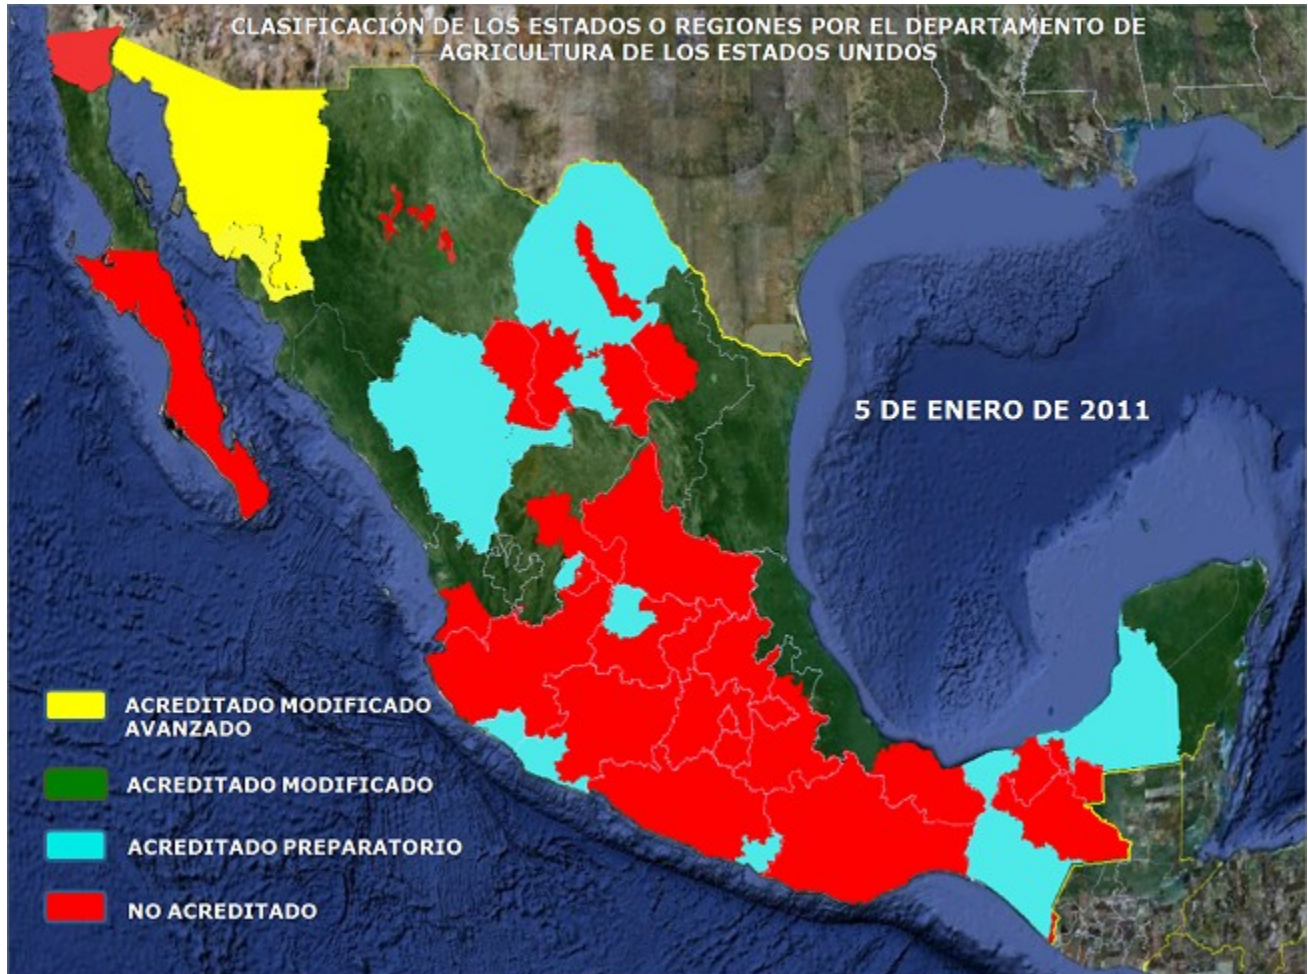 CLASIFICACIÓN DE LOS ESTADOS O REGIONES POR EL DEPARTAMENTO DE
AGRICULTURA DE LOS ESTADOS UNIDOS
5 DE ENERO DE 2011
ACREDITADO MODIFICADO
AVANZADO
ACREDITADO MODIFICADO
ACREDITADO PREPARATORIO
NO ACREDITADO